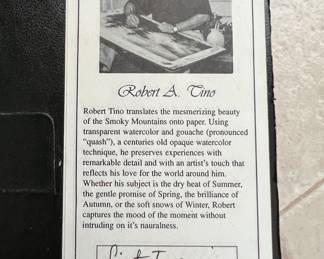 Robert A. Tino
Robert Tino translates the mesmerizing beauty
of the Smoky Mountains onto paper. Using
transparent watercolor and gouache (pronounced
“quash”), a centuries old opaque watercolor
technique, he preserves experiences with
remarkable detail and with an artist’s touch that
reflects his love for the world around him.
Whether his subject is the dry heat of Summer,
the gentle promise of Spring, the brilliance of
Autumn, or the soft snows of Winter, Robert
captures the mood of the moment without
intruding on it’s nauralness.